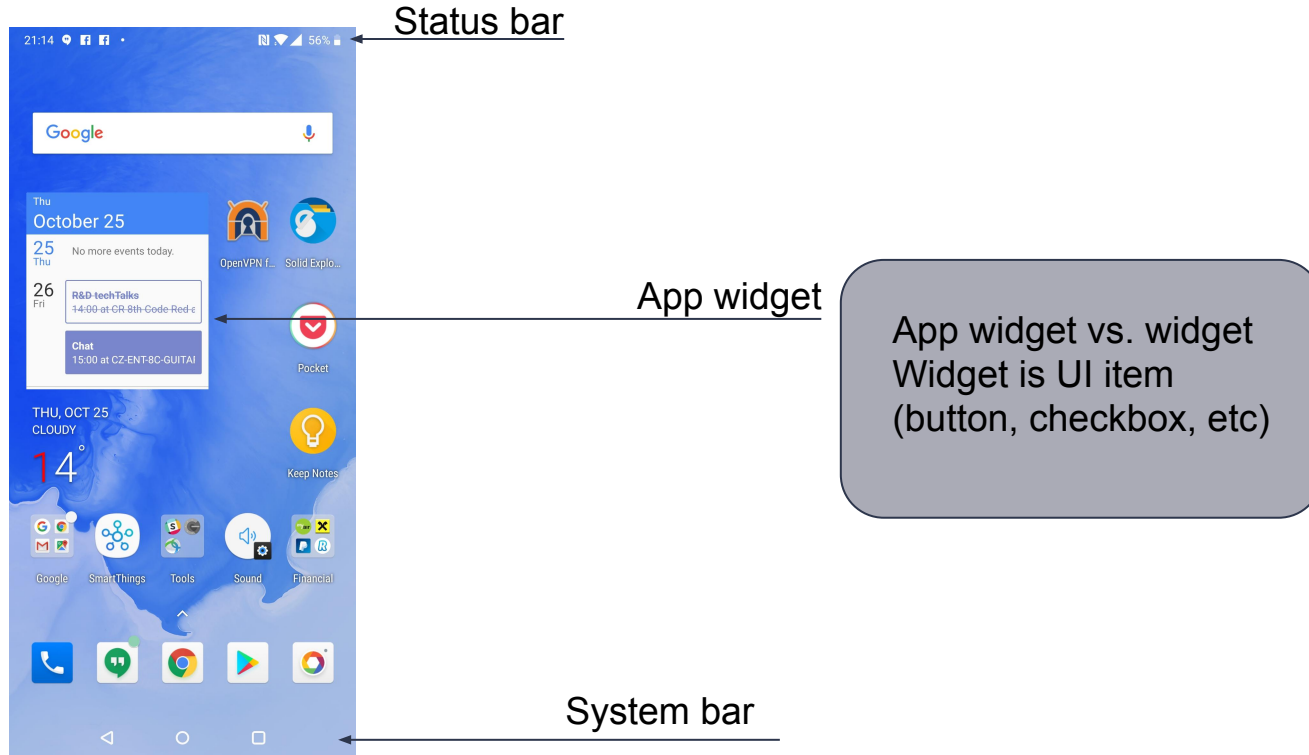 Status bar
21:14
56%
Google
Thu
October 25
25
Thu
No more events today.
26
Fri
R&D techTalks
14:00 at CR 8th Code Red
Chat
15:00 at CZ-ENT-8C-GUITAI
OpenVPN f...
Solid Explo...
Pocket
App widget
App widget vs. widget
Widget is UI item
(button, checkbox, etc)
THU, OCT 25
CLOUDY
14°
Keep Notes
Google
SmartThings
Tools
Sound
Financial
System bar